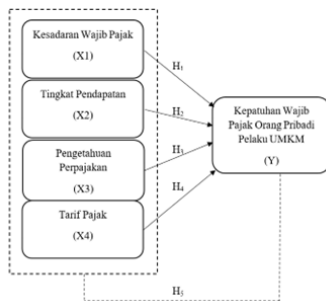 Kesadaran Wajib Pajak
(X1)
H₁
Tingkat Pendapatan
(X2)
H₂
Kepatuhan Wajib
Pajak Orang Pribadi
Pelaku UMKM
(Y)
Pengetahuan
Perpajakan
(X3)
H₃
H₄
Tarif Pajak
(X4)
H₅